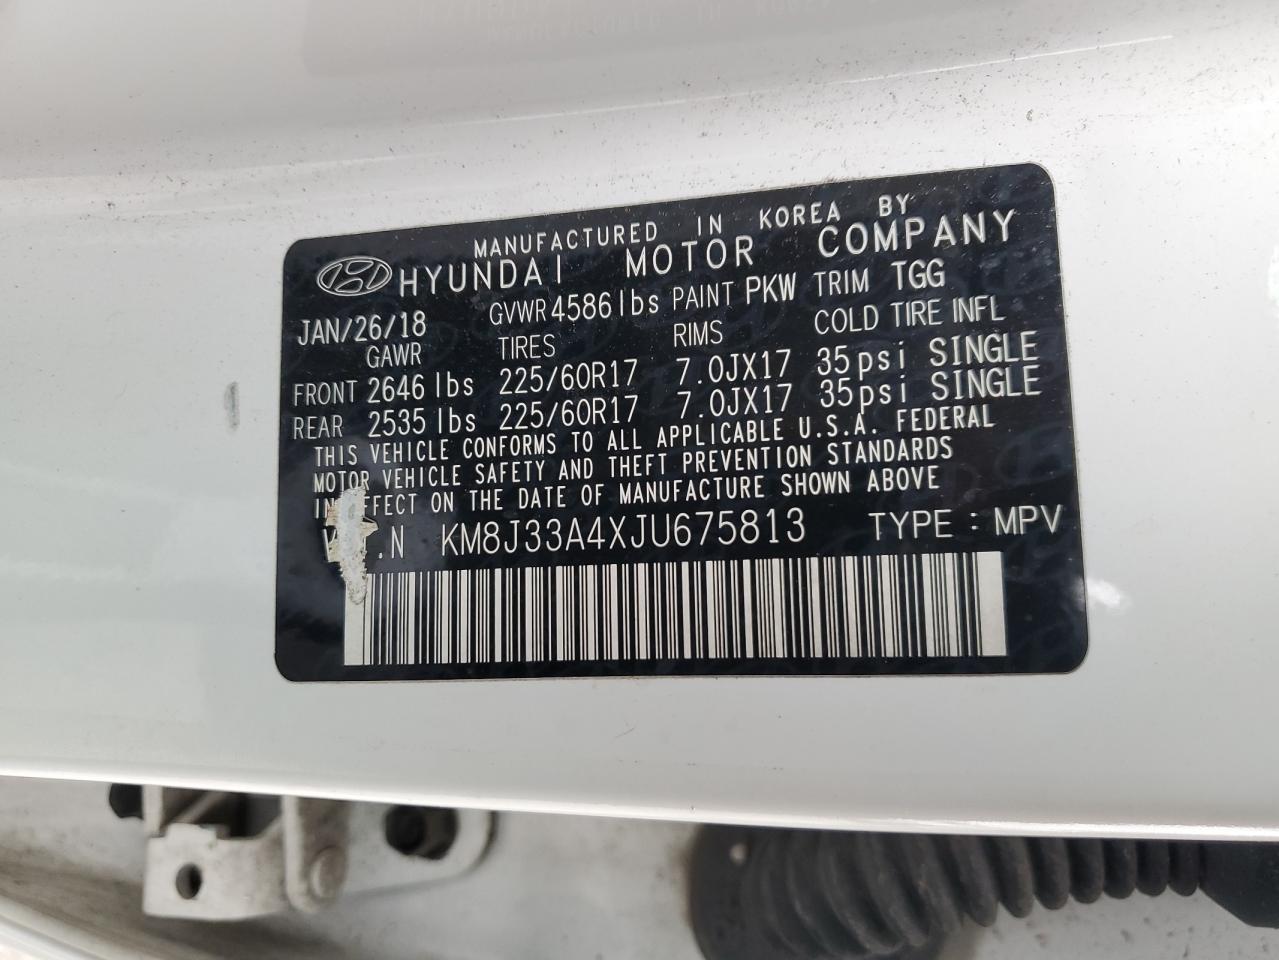 MANUFACTURED IN KOREA BY
HYUNDAI MOTOR COMPANY
JAN/26/18 GVWR 4586 lbs PAINT PKW TRIM TGG
GAWR TIRES RIMS COLD TIRE INFL
FRONT 2646 lbs 225/60R17 7.0JX17 35psi SINGLE
REAR 2535 lbs 225/60R17 7.0JX17 35psi SINGLE
THIS VEHICLE CONFORMS TO ALL APPLICABLE U.S.A. FEDERAL
MOTOR VEHICLE SAFETY AND THEFT PREVENTION STANDARDS
IN EFFECT ON THE DATE OF MANUFACTURE SHOWN ABOVE
V.I.N KM8J33A4XJU675813 TYPE : MPV